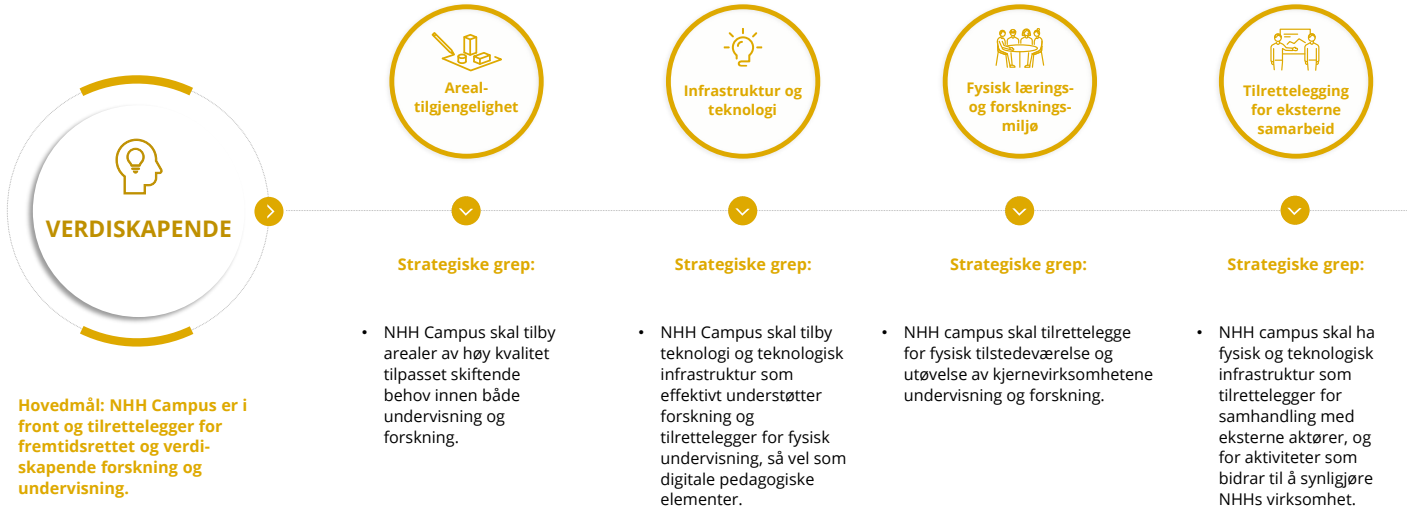 VERDISKAPENDE
Hovedmål: NHH Campus er i
front og tilrettelegger for
fremtidsrettet og verdi-
skapende forskning og
undervisning.
Areal-
tilgjengelighet
Strategiske grep:
• NHH Campus skal tilby
arealer av høy kvalitet
tilpasset skiftende
behov innen både
undervisning og
forskning.
Infrastruktur og
teknologi
Strategiske grep:
• NHH Campus skal tilby
teknologi og teknologisk
infrastruktur som
effektivt understøtter
forskning og
tilrettelegger for fysisk
undervisning, så vel som
digitale pedagogiske
elementer.
Fysisk lærings-
og forsknings-
miljø
Strategiske grep:
• NHH campus skal tilrettelegge
for fysisk tilstedeværelse og
utøvelse av kjernevirksomhetene
undervisning og forskning.
Tilrettelegging
for eksterne
samarbeid
Strategiske grep:
• NHH campus skal ha
fysisk og teknologisk
infrastruktur som
tilrettelegger for
samhandling med
eksterne aktører, og
for aktiviteter som
bidrar til å synligjøre
NHHs virksomhet.